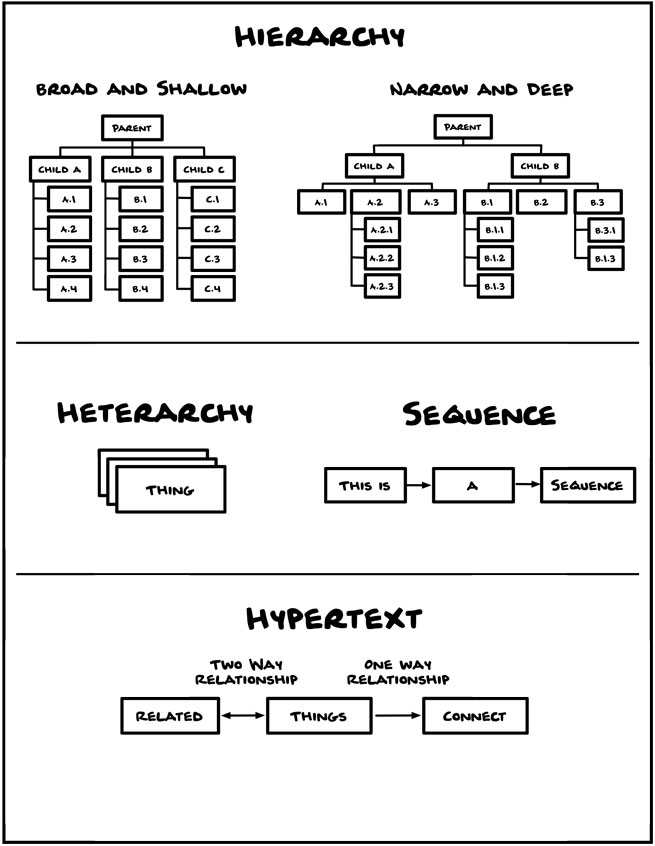 HIERARCHY
BROAD AND SHALLOW
PARENT
CHILD A
CHILD B
CHILD C
A.1
B.1
C.1
A.2
B.2
C.2
A.3
B.3
C.3
A.4
B.4
C.4
NARROW AND DEEP
PARENT
CHILD A
CHILD B
A.1
A.2
A.3
B.1
B.2
B.3
A.2.1
B.1.1
B.3.1
A.2.2
B.1.2
B.1.3
A.2.3
B.1.3
HETERARCHY
THING
SEQUENCE
THIS IS
A
SEQUENCE
HYPERTEXT
TWO WAY
RELATIONSHIP
ONE WAY
RELATIONSHIP
RELATED
THINGS
CONNECT